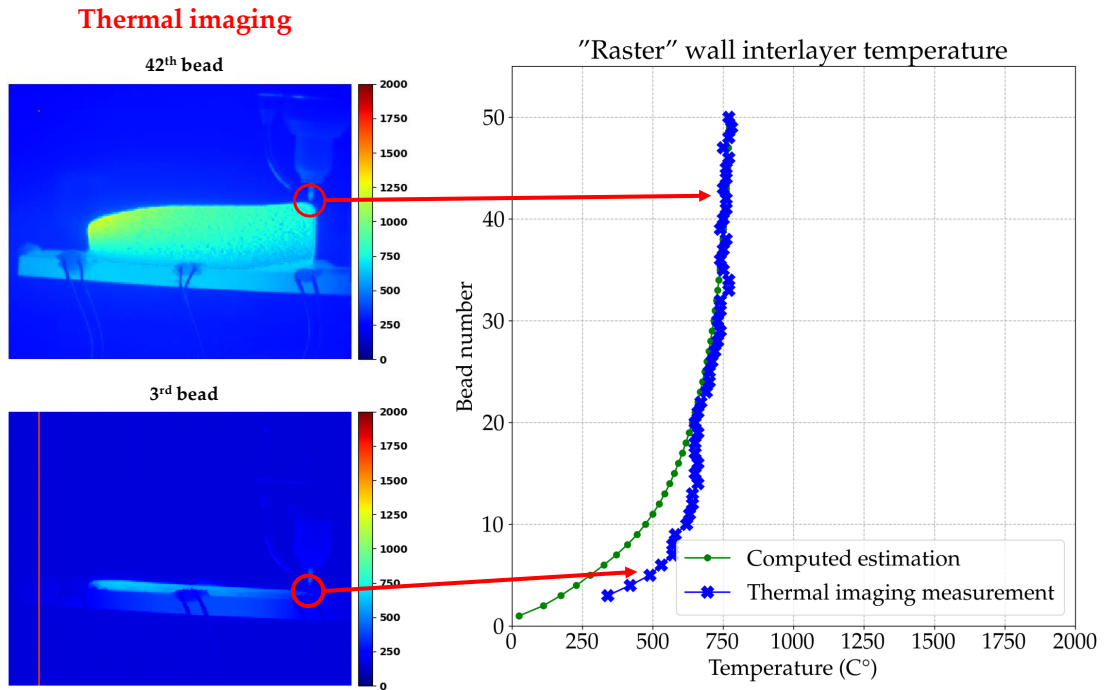 Thermal imaging
42th bead
2000
1750
1500
1250
1000
750
500
250
0
3rd bead
2000
1750
1500
1250
1000
750
500
250
0
”Raster” wall interlayer temperature
Bead number
50
40
30
20
10
0
Computed estimation
Thermal imaging measurement
0 250 500 750 1000 1250 1500 1750 2000
Temperature (C°)